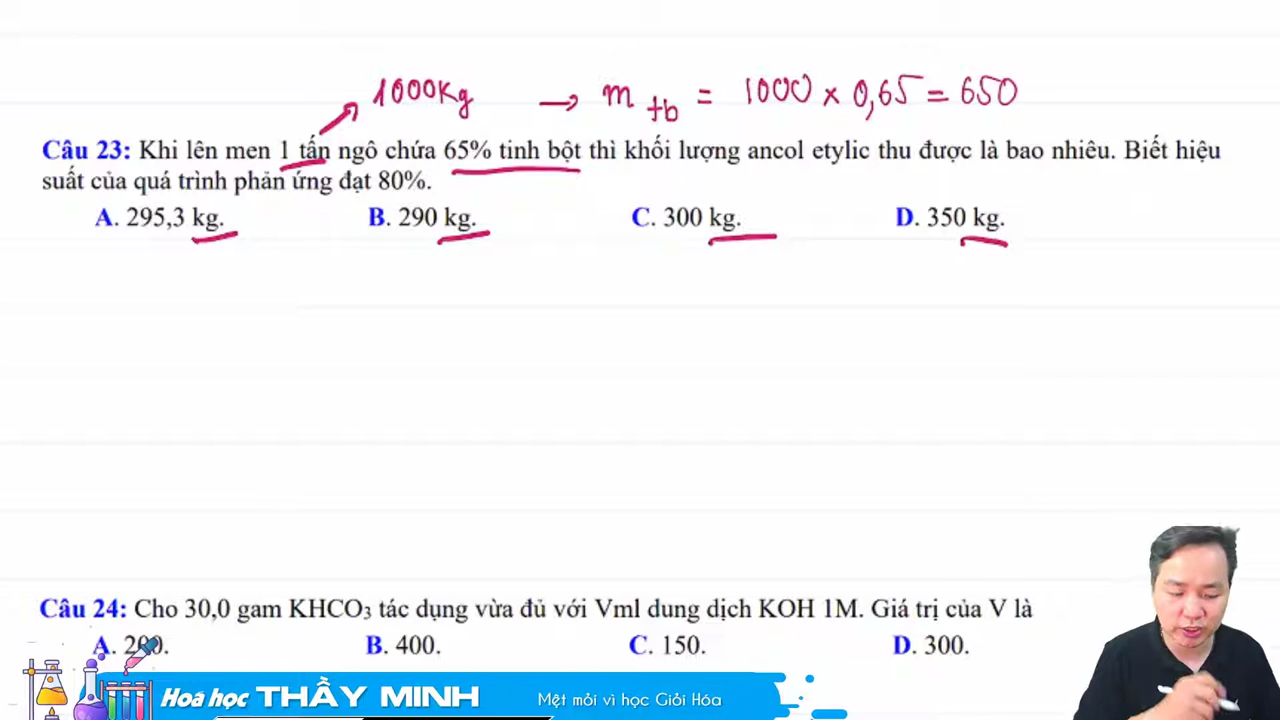 1000Kg → m tb = 1000 × 0,65 = 650
Câu 23: Khi lên men 1 tấn ngô chứa 65% tinh bột thì khối lượng ancol etylic thu được là bao nhiêu. Biết hiệu
suất của quá trình phản ứng đạt 80%.
A. 295,3 kg. B. 290 kg. C. 300 kg. D. 350 kg.
Câu 24: Cho 30,0 gam KHCO₃ tác dụng vừa đủ với Vml dung dịch KOH 1M. Giá trị của V là
A. 200. B. 400. C. 150. D. 300.
Hoá học THẦY MINH Mệt mỏi vì học Giỏi Hóa